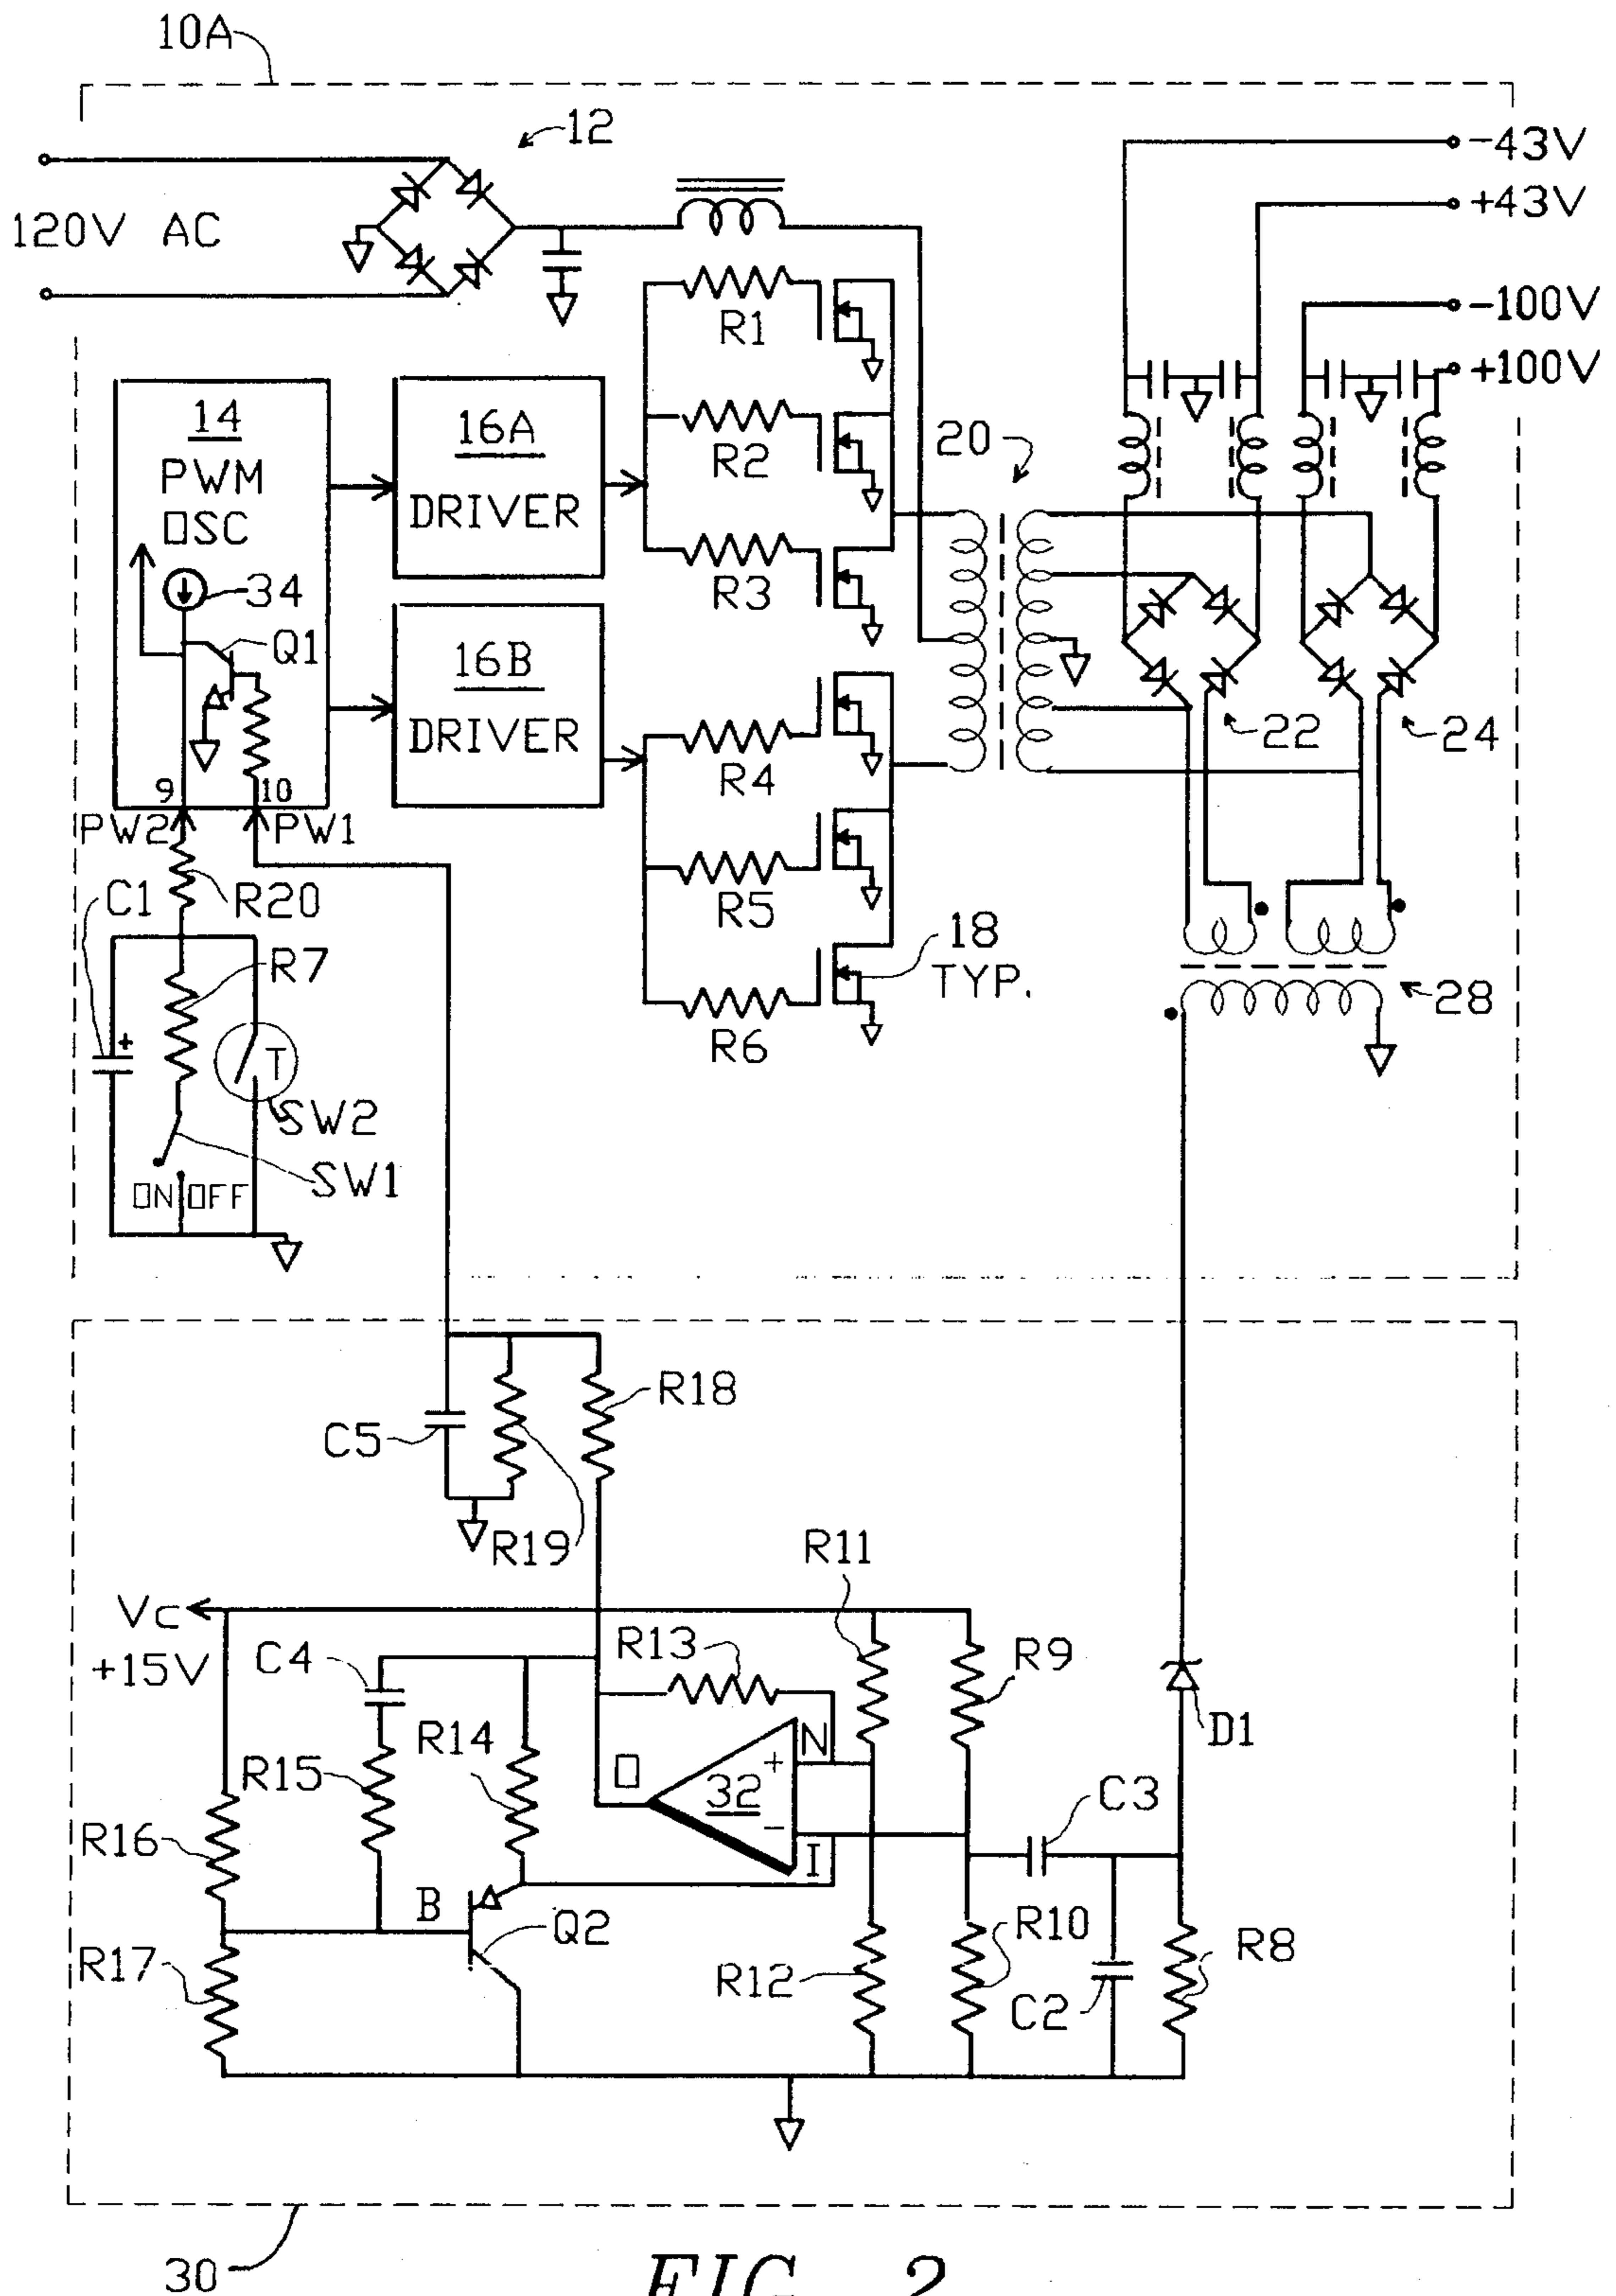 10A
12
-43V
+43V
120V AC
-100V
+100V
R1
14
PWM
OSC
16A
DRIVER
R2
20
R3
34
Q1
16B
DRIVER
R4
22
24
9
10
PW2
PW1
C1
R20
R5
18
TYP.
R7
28
+
T
R6
SW2
SW1
ON
OFF
R18
C5
R19
R11
VC
+15V
C4
R13
R9
D1
R14
O
N
+
32
-
I
C3
R15
R16
B
Q2
R10
R8
R17
R12
C2
30
FIG. 2